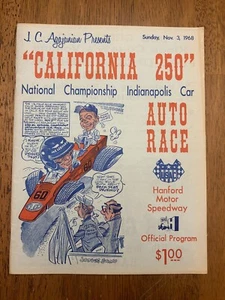 J.C. Agajanian Presents
Sunday, Nov. 3, 1968
"CALIFORNIA 250"
National Championship Indianapolis Car
AUTO
RACE
60
Hanford
Motor
Speedway
Official Program
$1.00